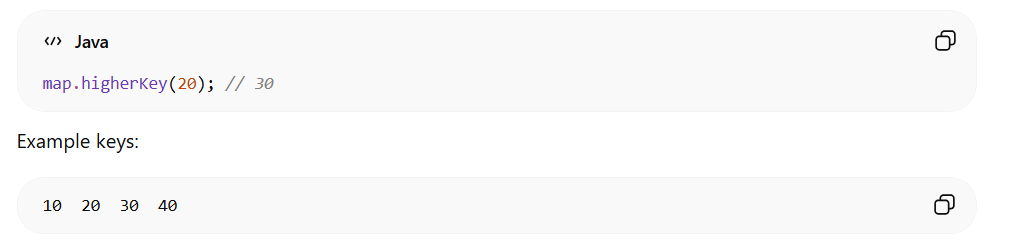 Java
map.higherKey(20); // 30
Example keys:
10  20  30  40